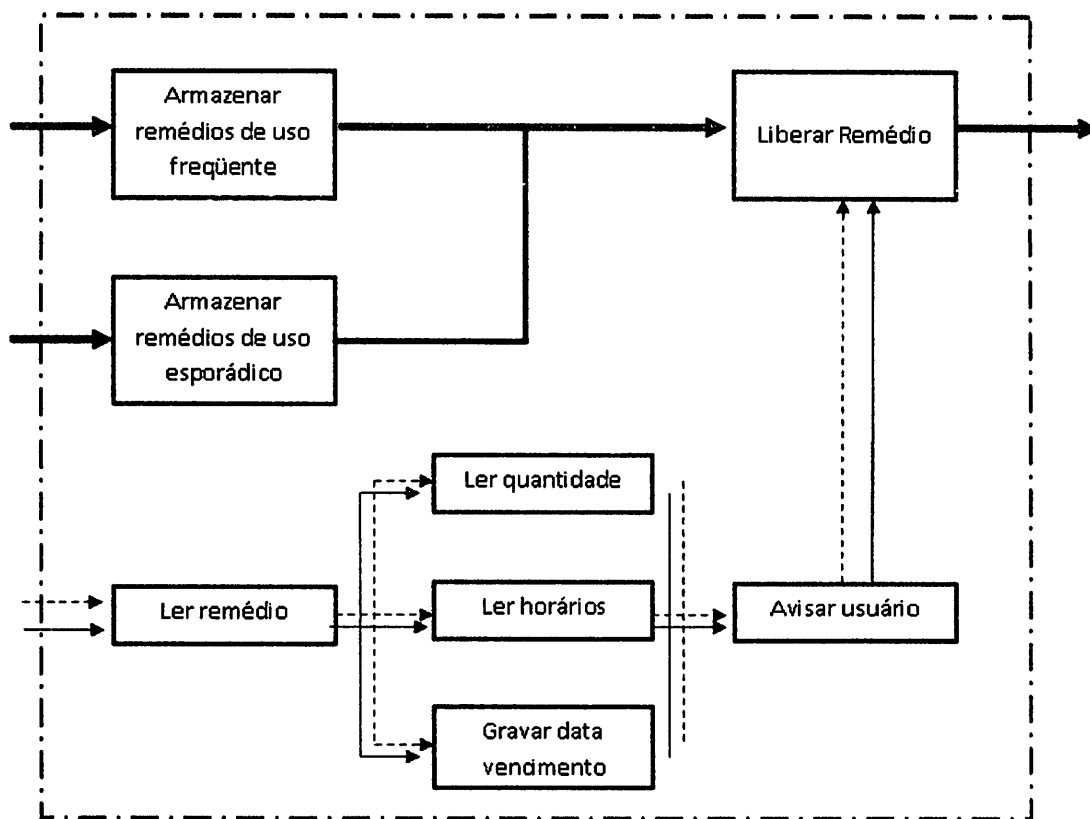 Armazenar
remédios de uso
freqüente
Liberar Remédio
Armazenar
remédios de uso
esporádico
Ler quantidade
Ler remédio
Ler horários
Avisar usuário
Gravar data
vencimento